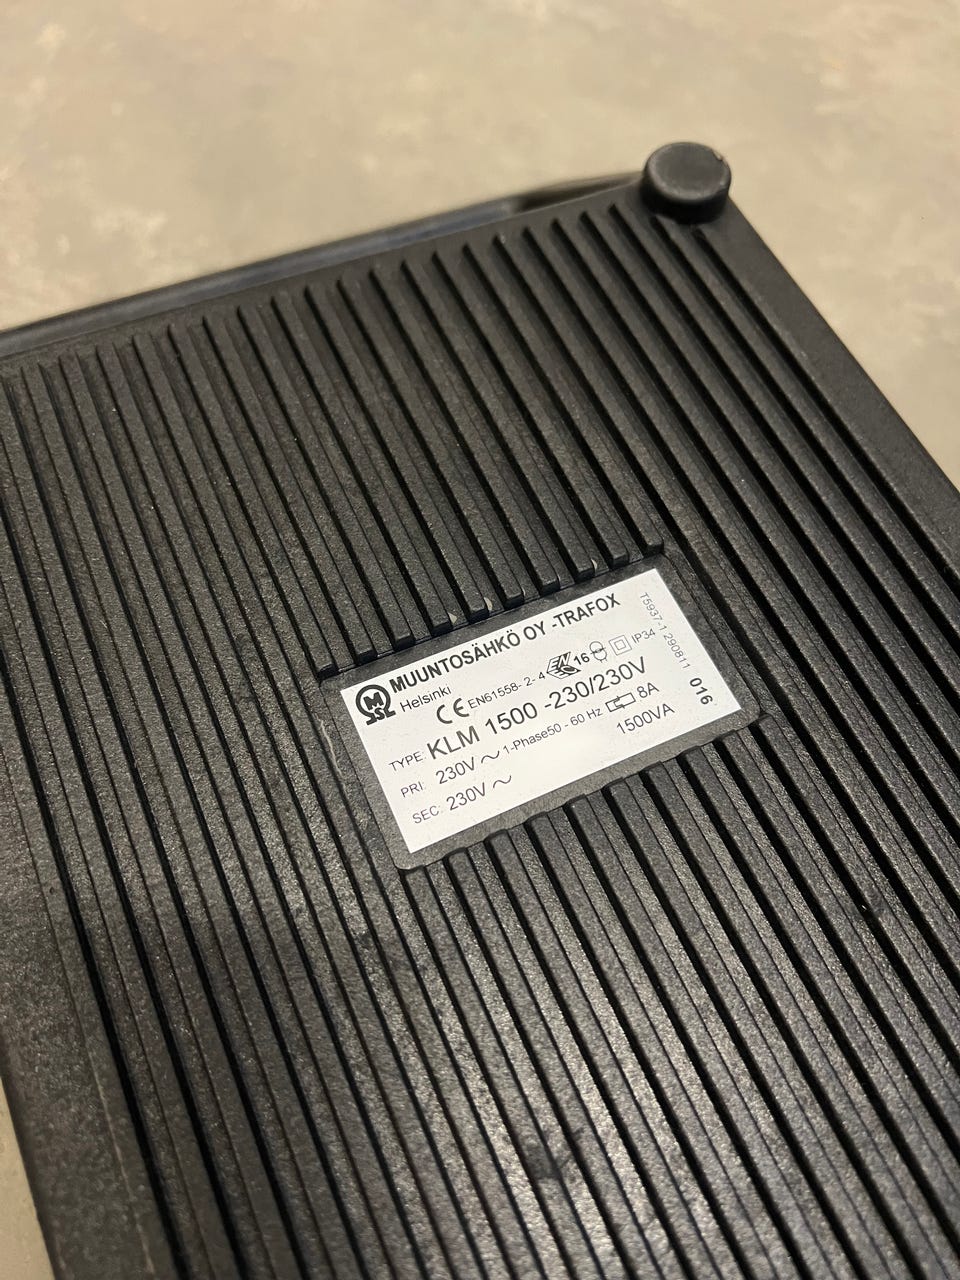 MUUNTOSÄHKÖ OY -TRAFOX
Helsinki
CE EN61558- 2- 4 16 IP34
TYPE: KLM 1500 -230/230V
PRI: 230V ~ 1-Phase50 - 60 Hz 8A
SEC: 230V ~ 1500VA
T5937-1 290811 016